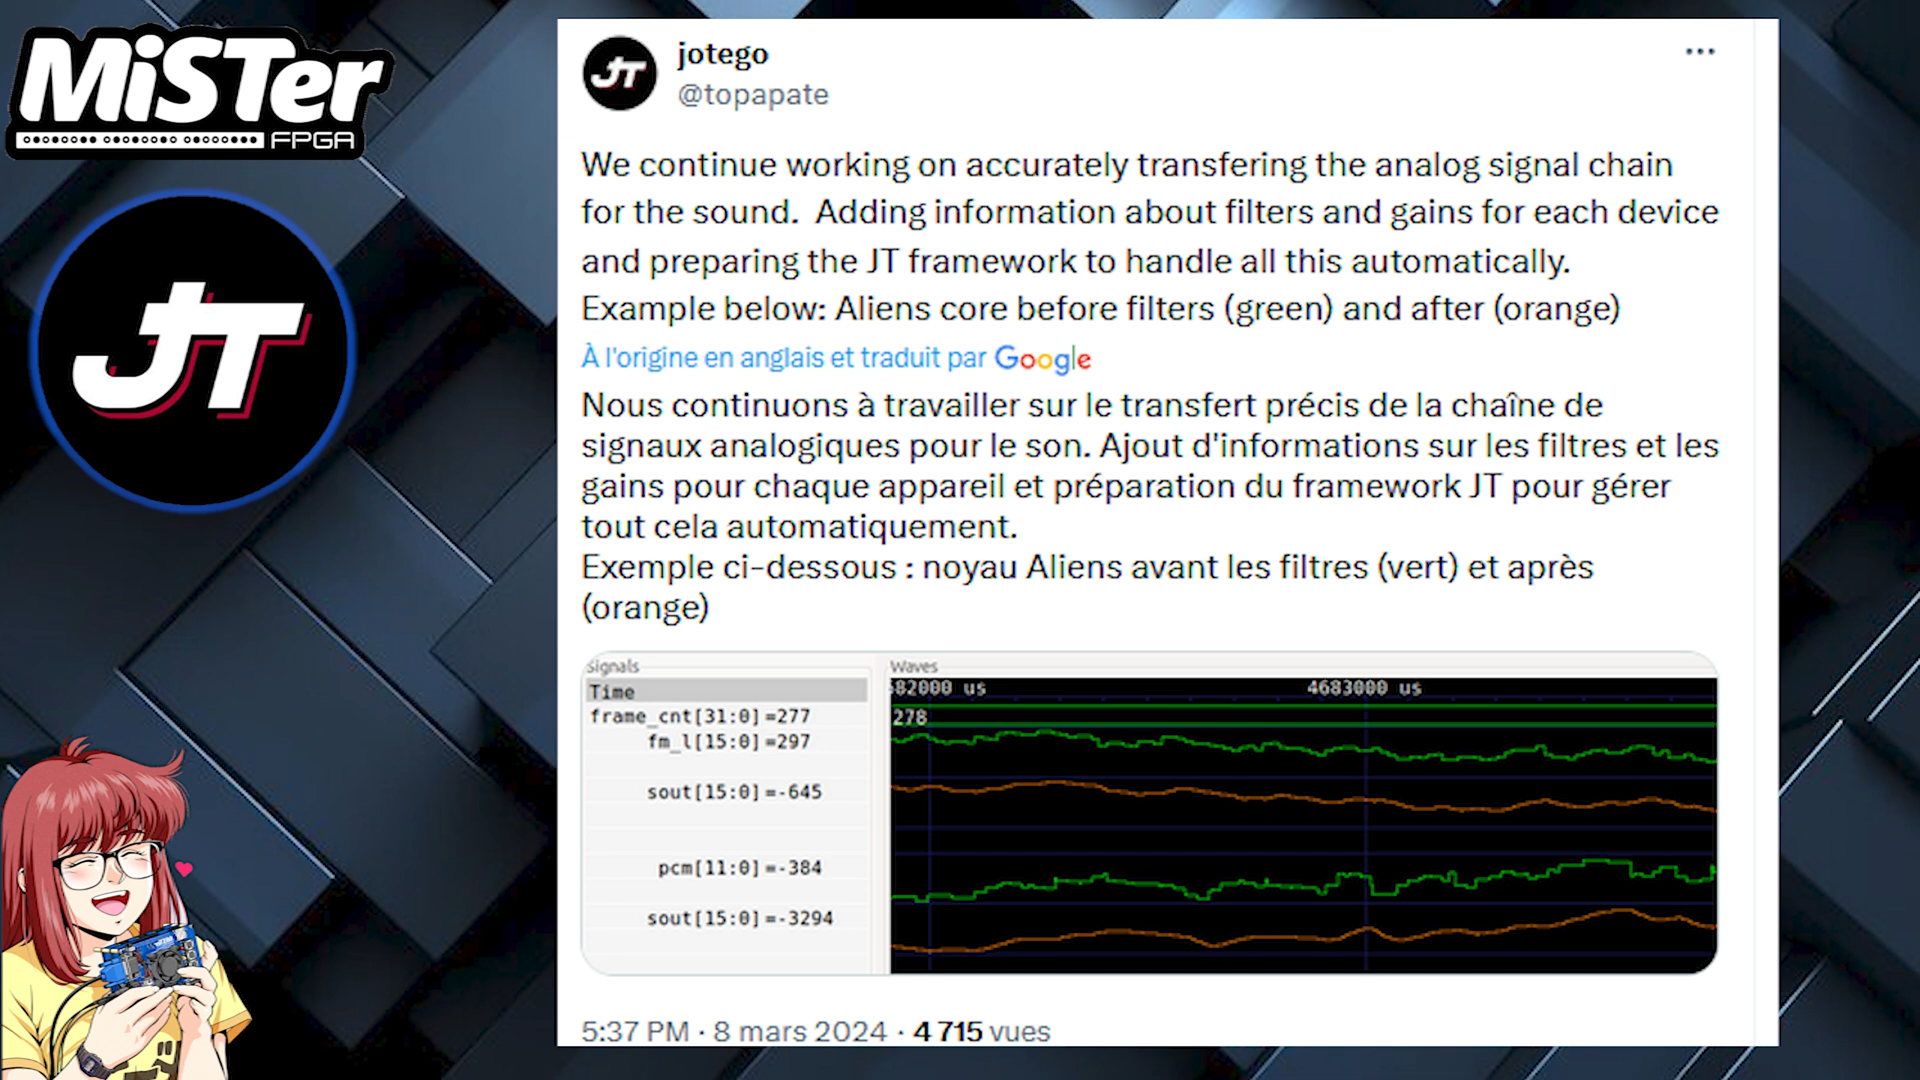 MiSTer
FPGA
JT
JT
jotego
@topapate
We continue working on accurately transfering the analog signal chain
for the sound.  Adding information about filters and gains for each device
and preparing the JT framework to handle all this automatically.
Example below: Aliens core before filters (green) and after (orange)
À l'origine en anglais et traduit par Google
Nous continuons à travailler sur le transfert précis de la chaîne de
signaux analogiques pour le son. Ajout d'informations sur les filtres et les
gains pour chaque appareil et préparation du framework JT pour gérer
tout cela automatiquement.
Exemple ci-dessous : noyau Aliens avant les filtres (vert) et après
(orange)
Signals
Time
frame_cnt[31:0]=277
fm_l[15:0]=297
sout[15:0]=-645
pcm[11:0]=-384
sout[15:0]=-3294
Waves
82000 us
4683000 us
278
5:37 PM · 8 mars 2024 · 4 715 vues